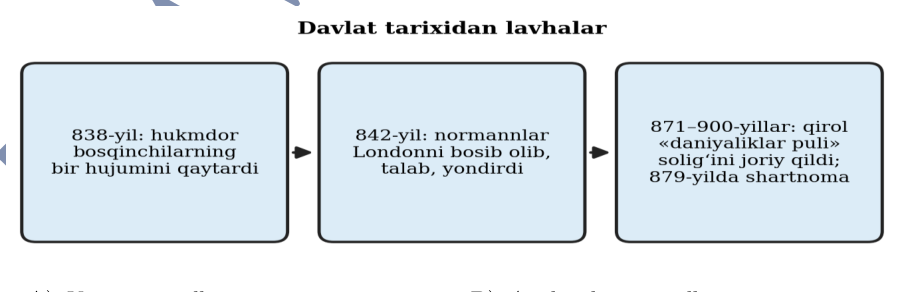 Davlat tarixidan lavhalar
838-yil: hukmdor
bosqinchilarning
bir hujumini qaytardi
842-yil: normannlar
Londonni bosib olib,
talab, yondirdi
871–900-yillar: qirol
«daniyaliklar puli»
solig‘ini joriy qildi;
879-yilda shartnoma